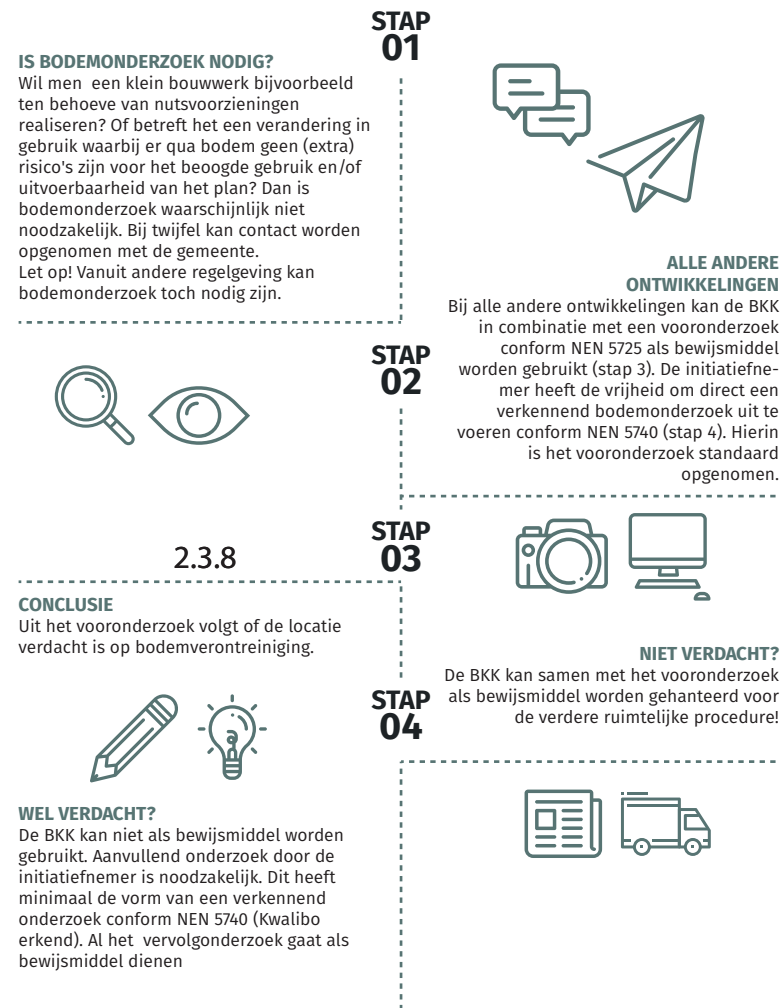 STAP
01
IS BODEMONDERZOEK NODIG?
Wil men  een klein bouwwerk bijvoorbeeld
ten behoeve van nutsvoorzieningen
realiseren? Of betreft het een verandering in
gebruik waarbij er qua bodem geen (extra)
risico's zijn voor het beoogde gebruik en/of
uitvoerbaarheid van het plan? Dan is
bodemonderzoek waarschijnlijk niet
noodzakelijk. Bij twijfel kan contact worden
opgenomen met de gemeente.
Let op! Vanuit andere regelgeving kan
bodemonderzoek toch nodig zijn.
STAP
02
ALLE ANDERE
ONTWIKKELINGEN
Bij alle andere ontwikkelingen kan de BKK
in combinatie met een vooronderzoek
conform NEN 5725 als bewijsmiddel
worden gebruikt (stap 3). De initiatiefne-
mer heeft de vrijheid om direct een
verkennend bodemonderzoek uit te
voeren conform NEN 5740 (stap 4). Hierin
is het vooronderzoek standaard
opgenomen.
STAP
03
2.3.8
CONCLUSIE
Uit het vooronderzoek volgt of de locatie
verdacht is op bodemverontreiniging.
STAP
04
NIET VERDACHT?
De BKK kan samen met het vooronderzoek
als bewijsmiddel worden gehanteerd voor
de verdere ruimtelijke procedure!
WEL VERDACHT?
De BKK kan niet als bewijsmiddel worden
gebruikt. Aanvullend onderzoek door de
initiatiefnemer is noodzakelijk. Dit heeft
minimaal de vorm van een verkennend
onderzoek conform NEN 5740 (Kwalibo
erkend). Al het  vervolgonderzoek gaat als
bewijsmiddel dienen